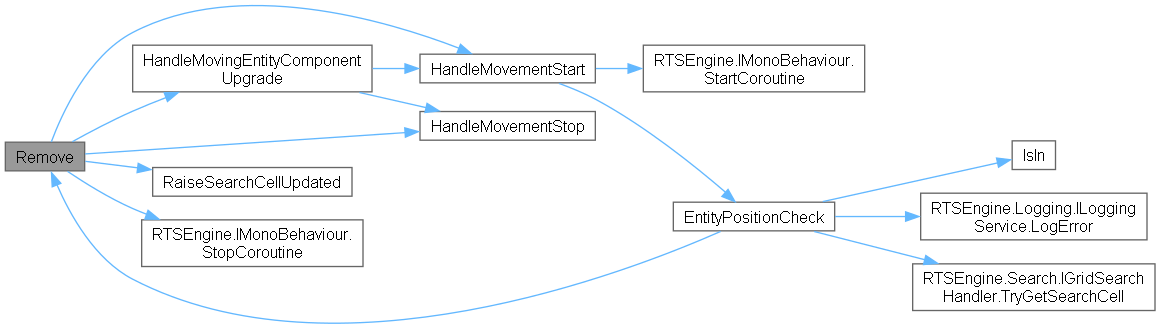 HandleMovingEntityComponent
Upgrade
HandleMovementStart
RTSEngine.IMonoBehaviour.
StartCoroutine
HandleMovementStop
Remove
RaiseSearchCellUpdated
RTSEngine.IMonoBehaviour.
StopCoroutine
EntityPositionCheck
IsIn
RTSEngine.Logging.ILogging
Service.LogError
RTSEngine.Search.IGridSearch
Handler.TryGetSearchCell